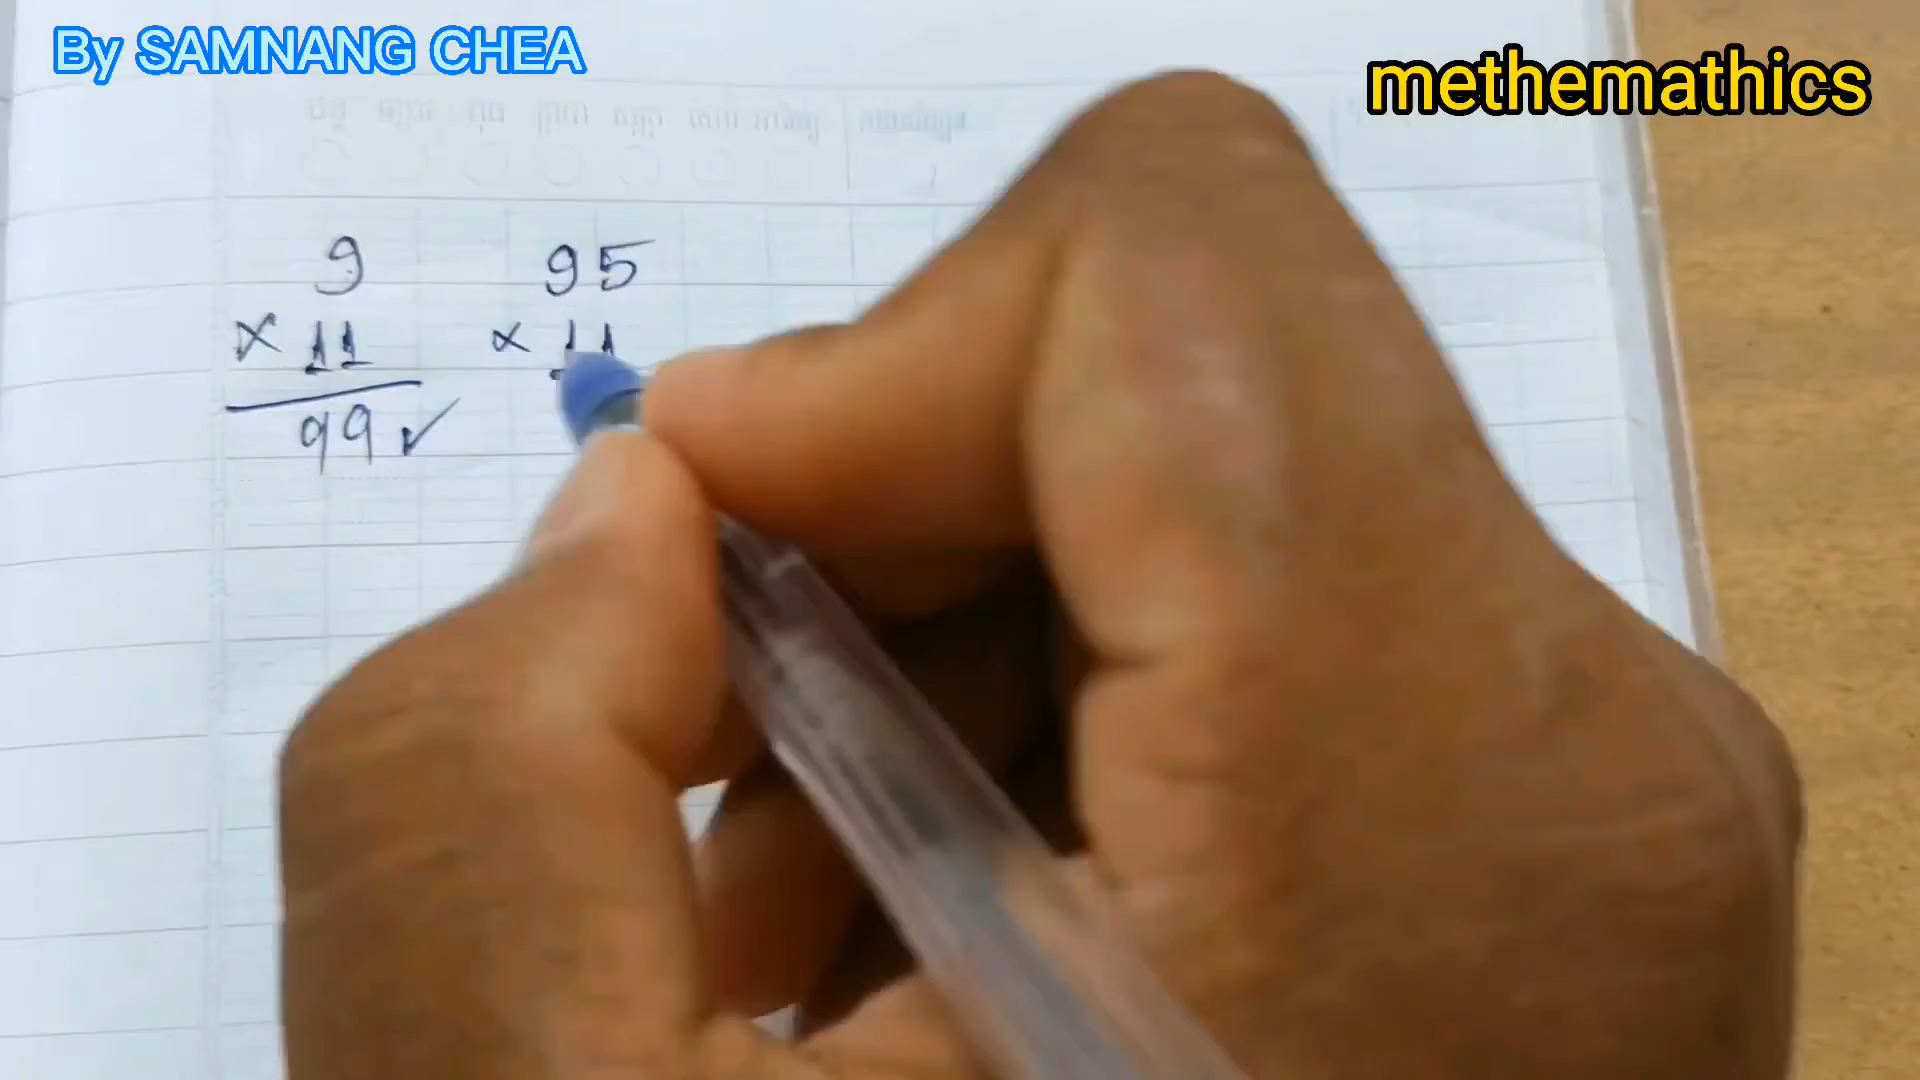 By SAMNANG CHEA
methemathics
9
× 11
99 ✓
95
× 11